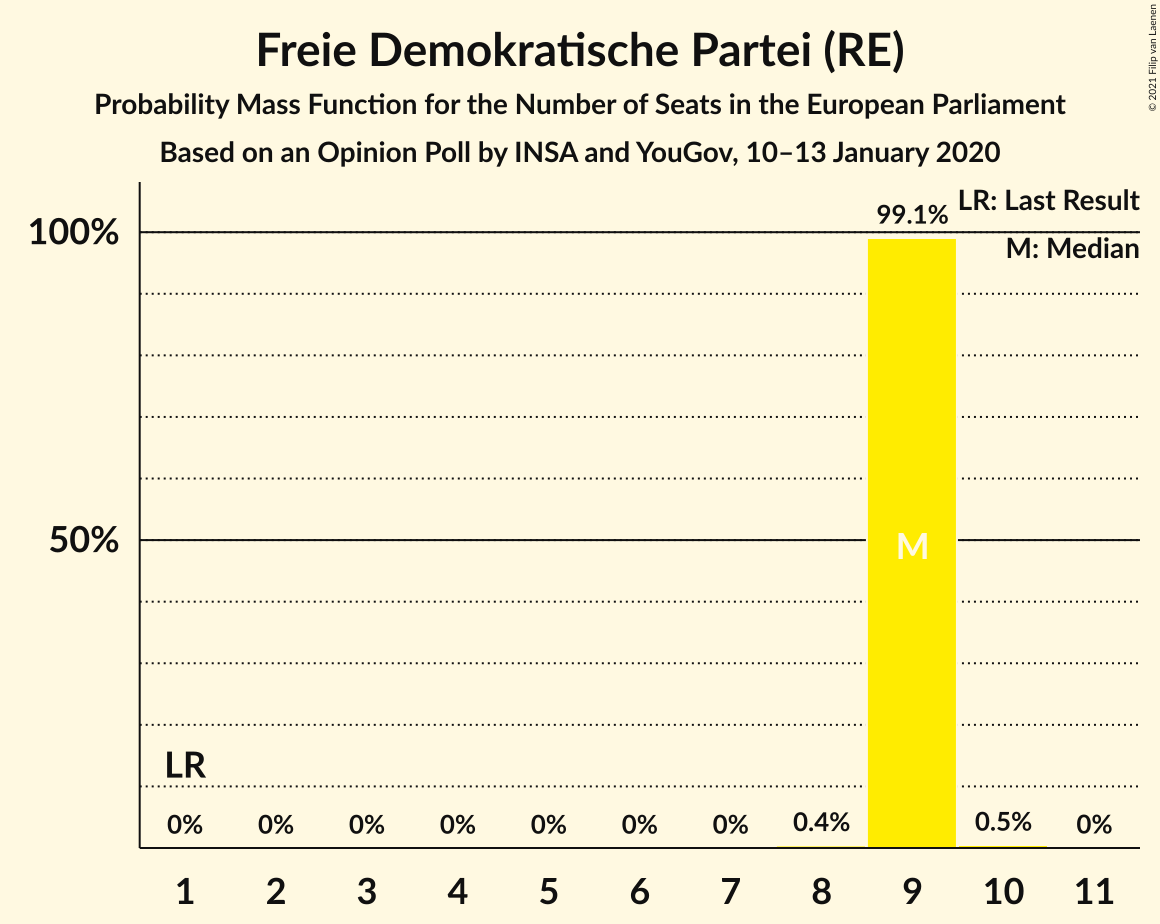 Freie Demokratische Partei (RE)
Probability Mass Function for the Number of Seats in the European Parliament
Based on an Opinion Poll by INSA and YouGov, 10–13 January 2020
© 2021 Filip van Laenen
LR: Last Result
M: Median
99.1%
100%
50%
M
LR
0% 0% 0% 0% 0% 0% 0% 0.4% 0.5% 0%
1 2 3 4 5 6 7 8 9 10 11